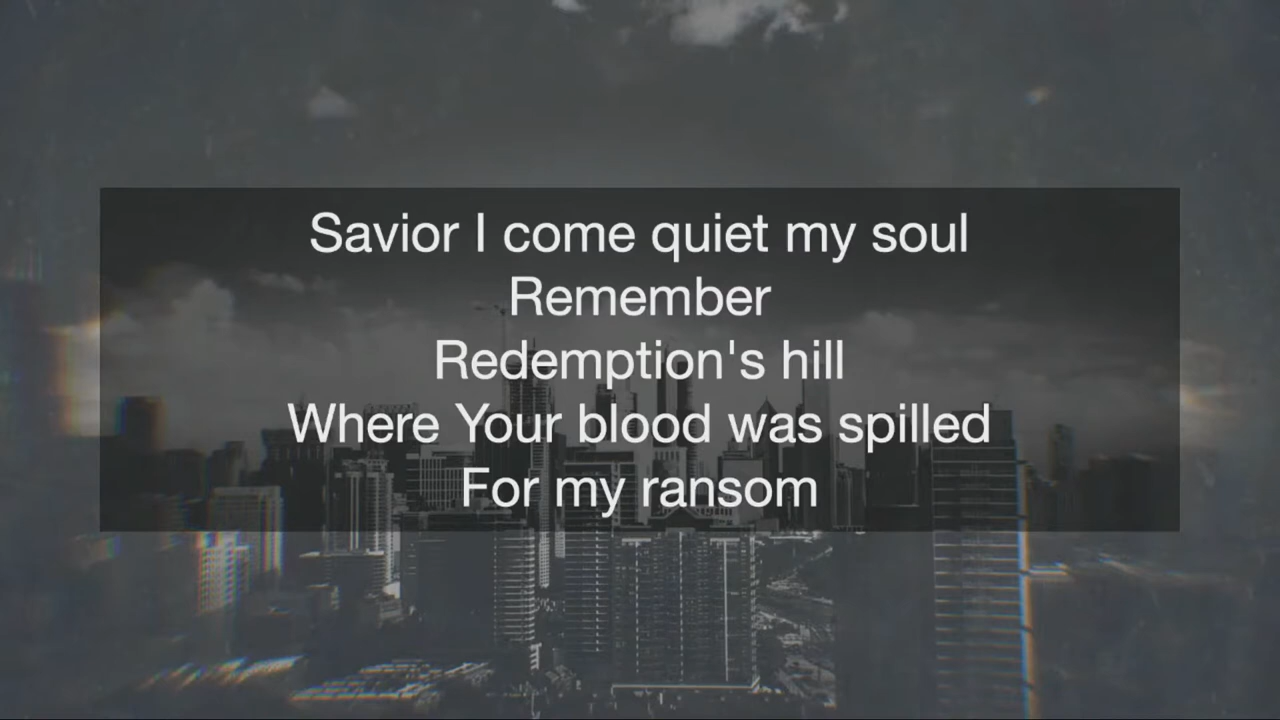 Savior I come quiet my soul
Remember
Redemption's hill
Where Your blood was spilled
For my ransom